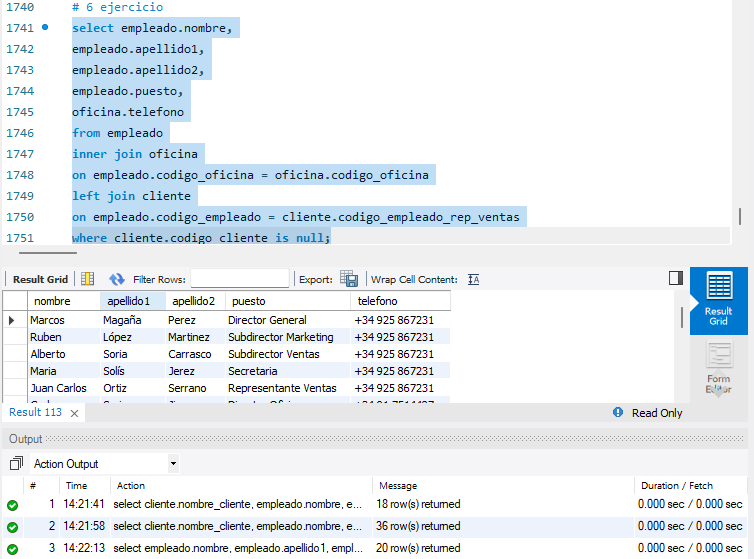 1740 # 6 ejercicio
1741 select empleado.nombre,
1742 empleado.apellido1,
1743 empleado.apellido2,
1744 empleado.puesto,
1745 oficina.telefono
1746 from empleado
1747 inner join oficina
1748 on empleado.codigo_oficina = oficina.codigo_oficina
1749 left join cliente
1750 on empleado.codigo_empleado = cliente.codigo_empleado_rep_ventas
1751 where cliente.codigo cliente is null;
Result Grid Filter Rows: Export: Wrap Cell Content:
nombre apellido1 apellido2 puesto telefono
Marcos Magaña Perez Director General +34 925 867231
Ruben López Martinez Subdirector Marketing +34 925 867231
Alberto Soria Carrasco Subdirector Ventas +34 925 867231
Maria Solís Jerez Secretaria +34 925 867231
Juan Carlos Ortiz Serrano Representante Ventas +34 925 867231
Result Grid
Form Editor
Result 113 Read Only
Output
Action Output
# Time Action Message Duration / Fetch
1 14:21:41 select cliente.nombre_cliente, empleado.nombre, e... 18 row(s) returned 0.000 sec / 0.000 sec
2 14:21:58 select cliente.nombre_cliente, empleado.nombre, e... 36 row(s) returned 0.000 sec / 0.000 sec
3 14:22:13 select empleado.nombre, empleado.apellido1, empl... 20 row(s) returned 0.000 sec / 0.000 sec